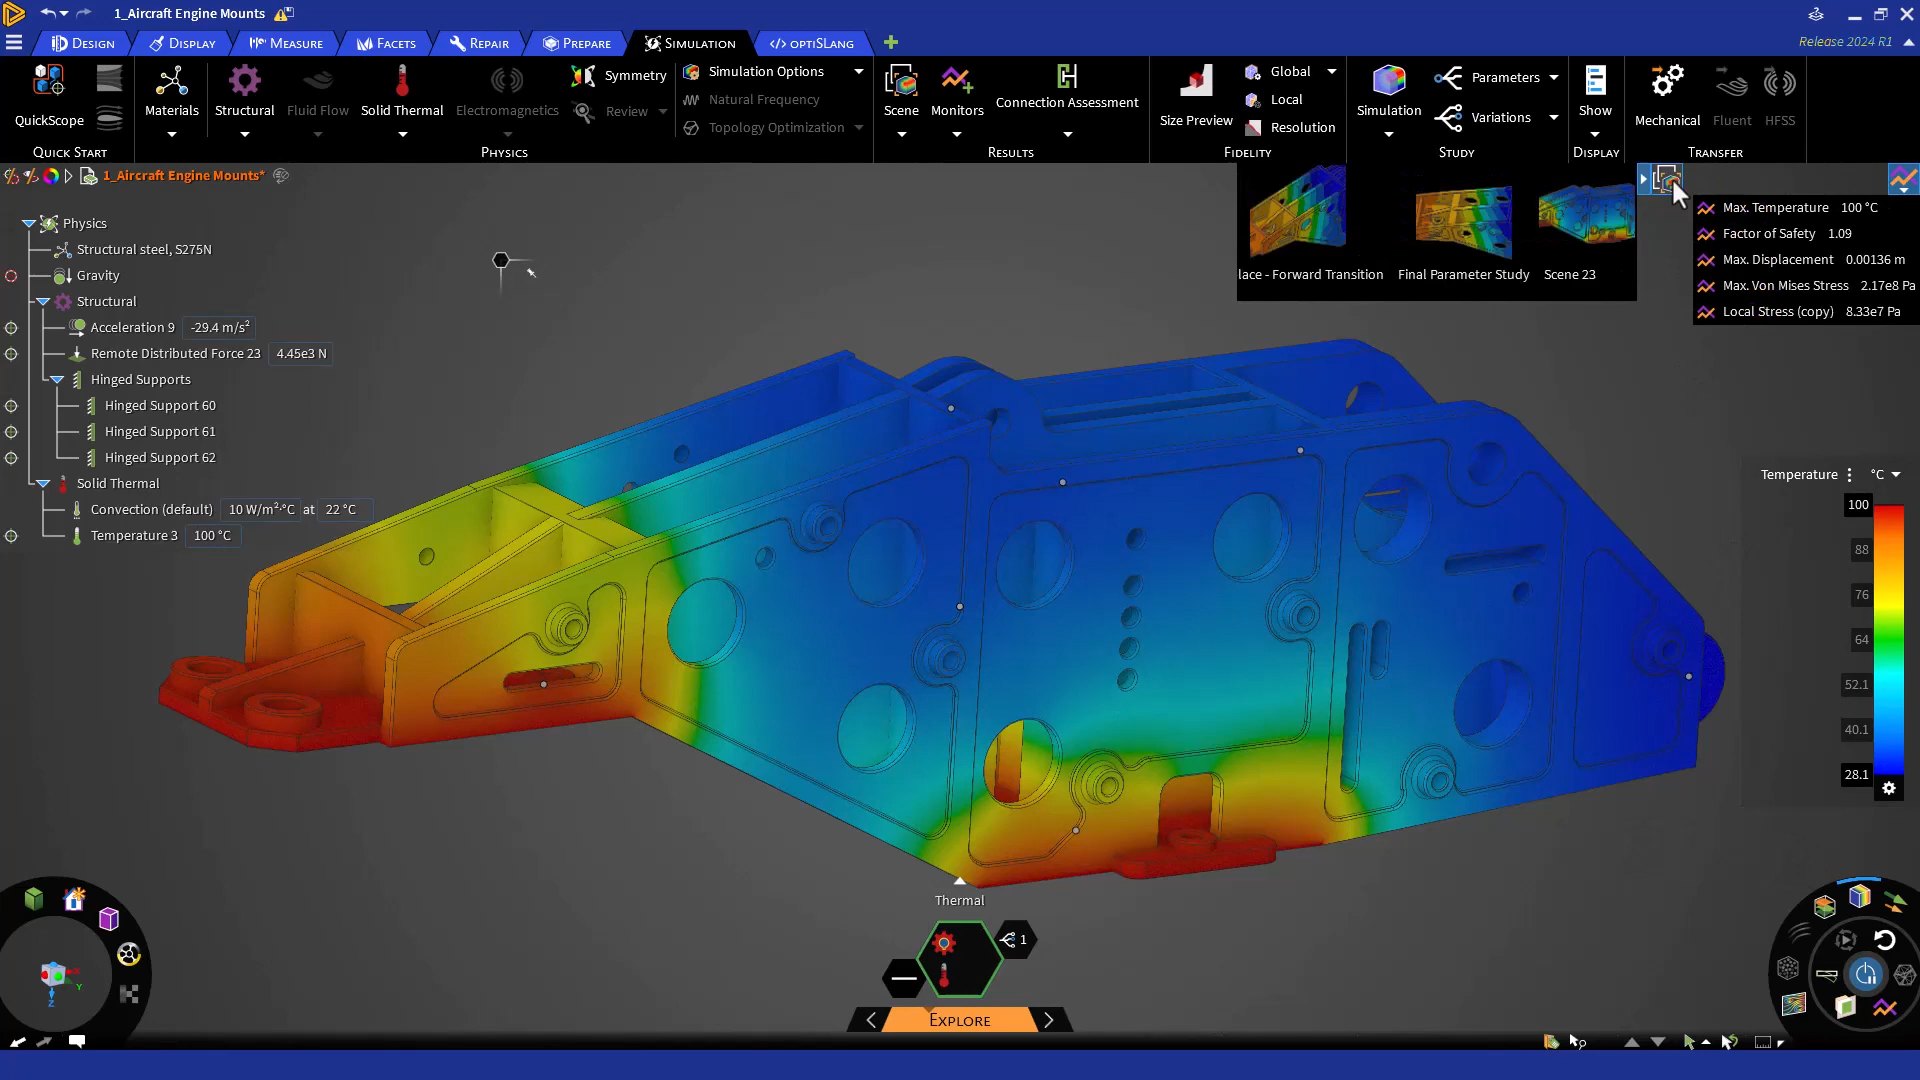 1_Aircraft Engine Mounts
Design
Display
Measure
Facets
Repair
Prepare
Simulation
optiSLang
Release 2024 R1
QuickScope
Quick Start
Materials
Structural
Fluid Flow
Solid Thermal
Electromagnetics
Symmetry
Review
Simulation Options
Natural Frequency
Topology Optimization
Physics
Scene
Monitors
Connection Assessment
Results
Size Preview
Global
Local
Resolution
Fidelity
Simulation
Parameters
Variations
Study
Show
Display
Mechanical
Fluent
HFSS
Transfer
1_Aircraft Engine Mounts*
Physics
Structural steel, S275N
Gravity
Structural
Acceleration 9 -29.4 m/s²
Remote Distributed Force 23 4.45e3 N
Hinged Supports
Hinged Support 60
Hinged Support 61
Hinged Support 62
Solid Thermal
Convection (default) 10 W/m²·°C at 22 °C
Temperature 3 100 °C
lace - Forward Transition
Final Parameter Study
Scene 23
Max. Temperature 100 °C
Factor of Safety 1.09
Max. Displacement 0.00136 m
Max. Von Mises Stress 2.17e8 Pa
Local Stress (copy) 8.33e7 Pa
Temperature °C
100
88
76
64
52.1
40.1
28.1
Thermal
1
Explore
X
Y
Z